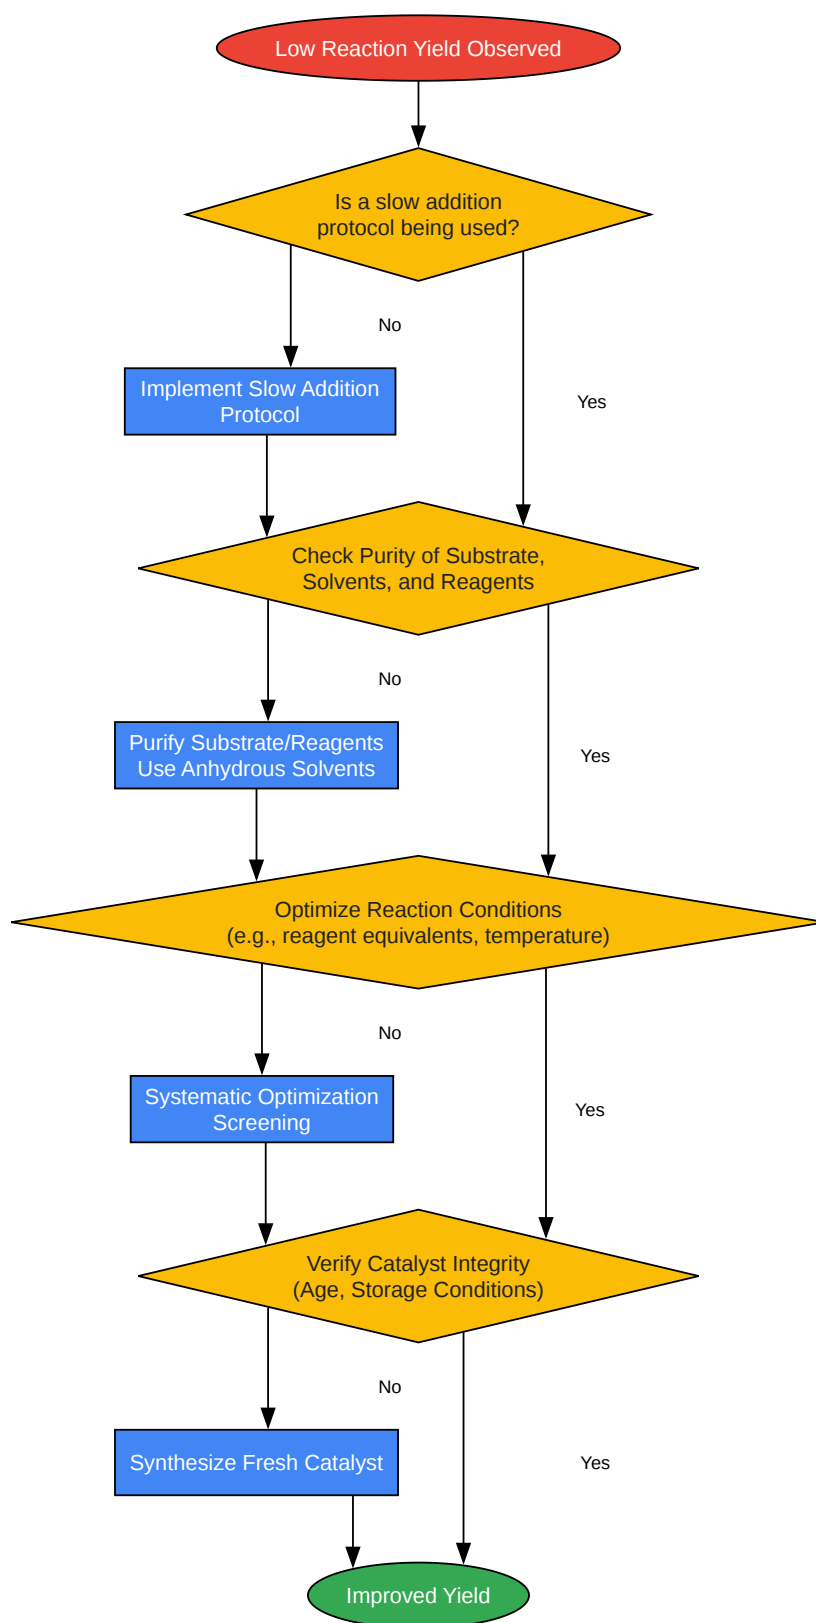 Low Reaction Yield Observed
Is a slow addition
protocol being used?
No
Implement Slow Addition
Protocol
Yes
Check Purity of Substrate,
Solvents, and Reagents
No
Purify Substrate/Reagents
Use Anhydrous Solvents
Yes
Optimize Reaction Conditions
(e.g., reagent equivalents, temperature)
No
Systematic Optimization
Screening
Yes
Verify Catalyst Integrity
(Age, Storage Conditions)
No
Synthesize Fresh Catalyst
Yes
Improved Yield